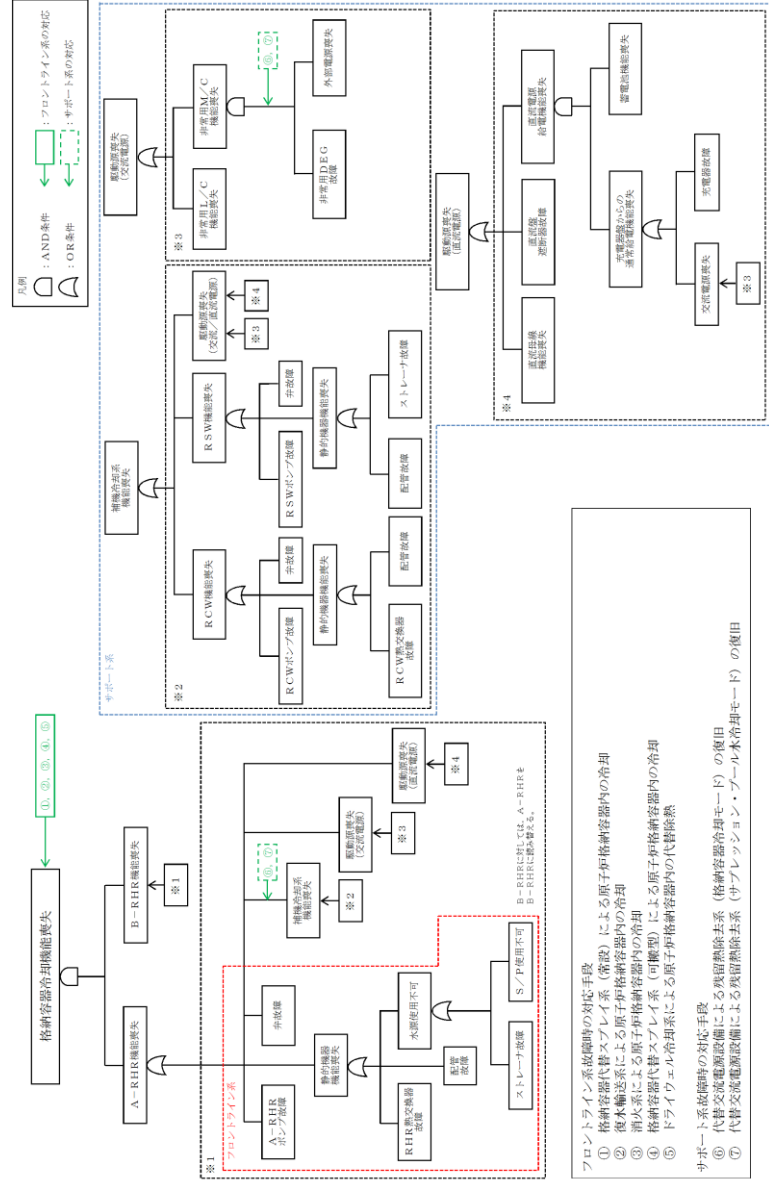 凡例
:AND条件
:OR条件
:フロントライン系の対応
:サポート系の対応
格納容器冷却機能喪失
①, ②, ③, ④, ⑤
A-RHR機能喪失
B-RHR機能喪失
※1
※1
フロントライン系
A-RHR
ポンプ故障
弁故障
静的機器
機能喪失
RHR熱交換器
故障
配管
故障
水源使用不可
ストレーナ故障
S/P使用不可
⑥, ⑦
補機冷却系
機能喪失
※2
駆動源喪失
(交流電源)
※3
駆動源喪失
(直流電源)
※4
B-RHRに対しては、A-RHRを
B-RHRに読み替える。
サポート系
補機冷却系
機能喪失
※2
RCW機能喪失
RCWポンプ故障
弁故障
静的機器機能喪失
RCW熱交換器
故障
配管故障
RSW機能喪失
RSWポンプ故障
弁故障
静的機器機能喪失
配管故障
ストレーナ故障
駆動源喪失
(交流/直流電源)
※3
※4
駆動源喪失
(交流電源)
※3
非常用L/C
機能喪失
非常用M/C
機能喪失
⑥, ⑦
非常用DEG
故障
外部電源喪失
駆動源喪失
(直流電源)
※4
直流母線
機能喪失
直流盤
遮断器故障
直流電源
給電機能喪失
充電器盤からの
通常給電機能喪失
蓄電池機能喪失
交流電源喪失
※3
充電器故障
フロントライン系故障時の対応手段
① 格納容器代替スプレイ系(常設)による原子炉格納容器内の冷却
② 復水輸送系による原子炉格納容器内の冷却
③ 消火系による原子炉格納容器内の冷却
④ 格納容器代替スプレイ系(可搬型)による原子炉格納容器内の冷却
⑤ ドライウェル冷却系による原子炉格納容器内の代替除熱
サポート系故障時の対応手段
⑥ 代替交流電源設備による残留熱除去系(格納容器冷却モード)の復旧
⑦ 代替交流電源設備による残留熱除去系(サプレッション・プール水冷却モード)の復旧